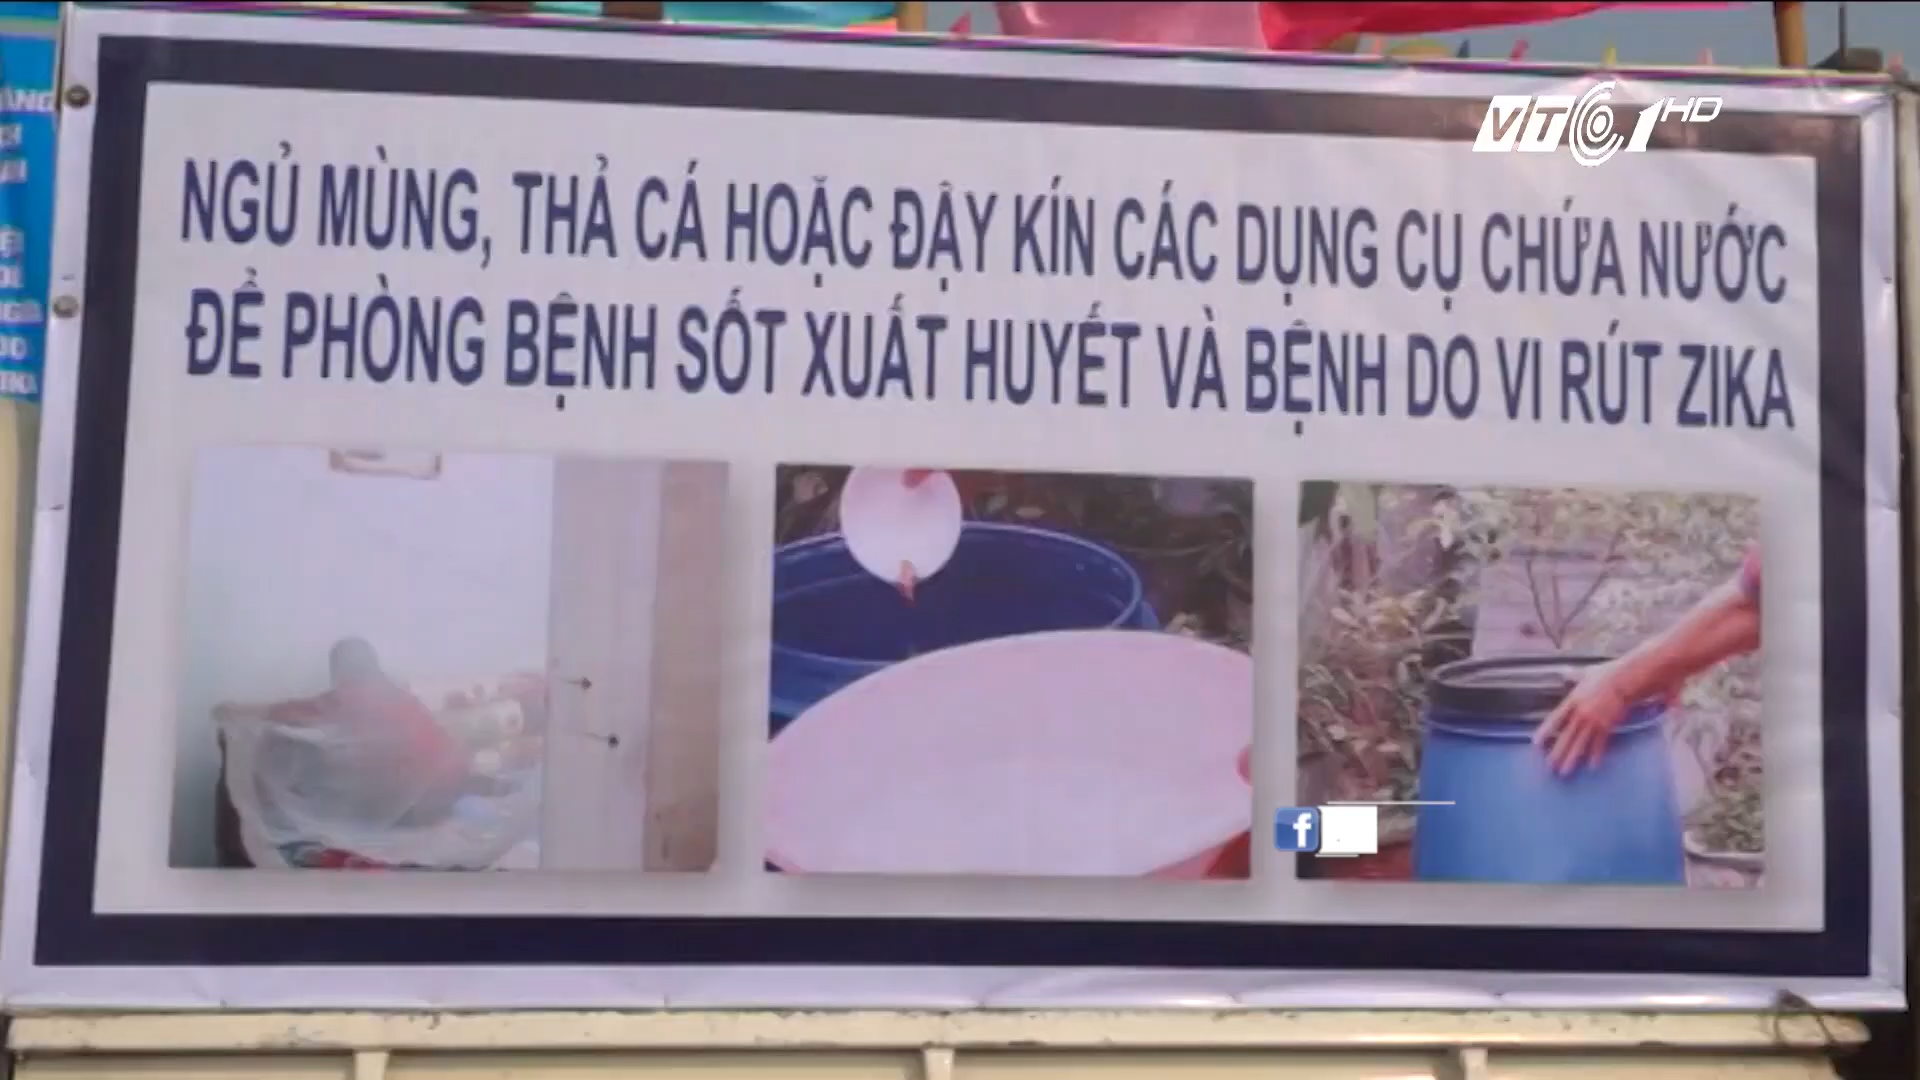 VTC1 HD
NGỦ MÙNG, THẢ CÁ HOẶC ĐẬY KÍN CÁC DỤNG CỤ CHỨA NƯỚC
ĐỂ PHÒNG BỆNH SỐT XUẤT HUYẾT VÀ BỆNH DO VI RÚT ZIKA
f